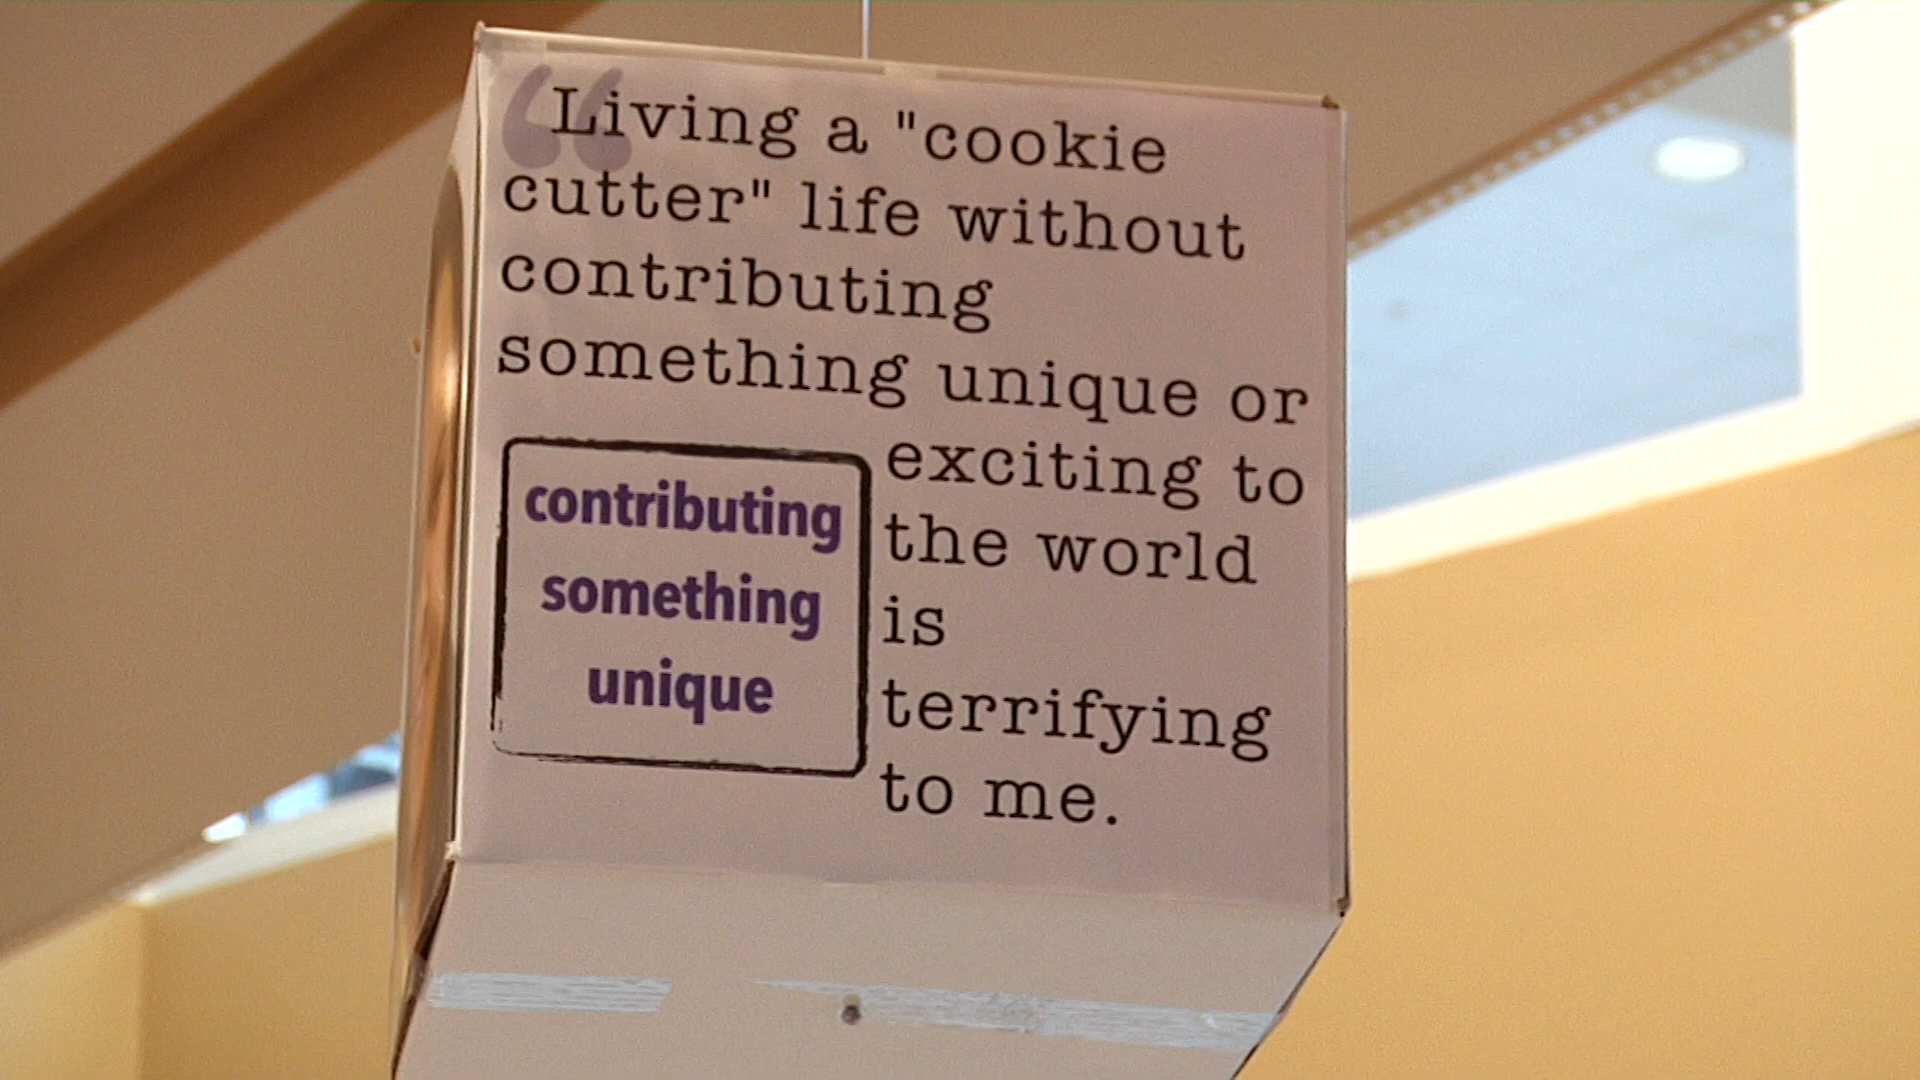 “Living a "cookie
cutter" life without
contributing
something unique or
exciting to
the world
is
terrifying
to me.
contributing
something
unique